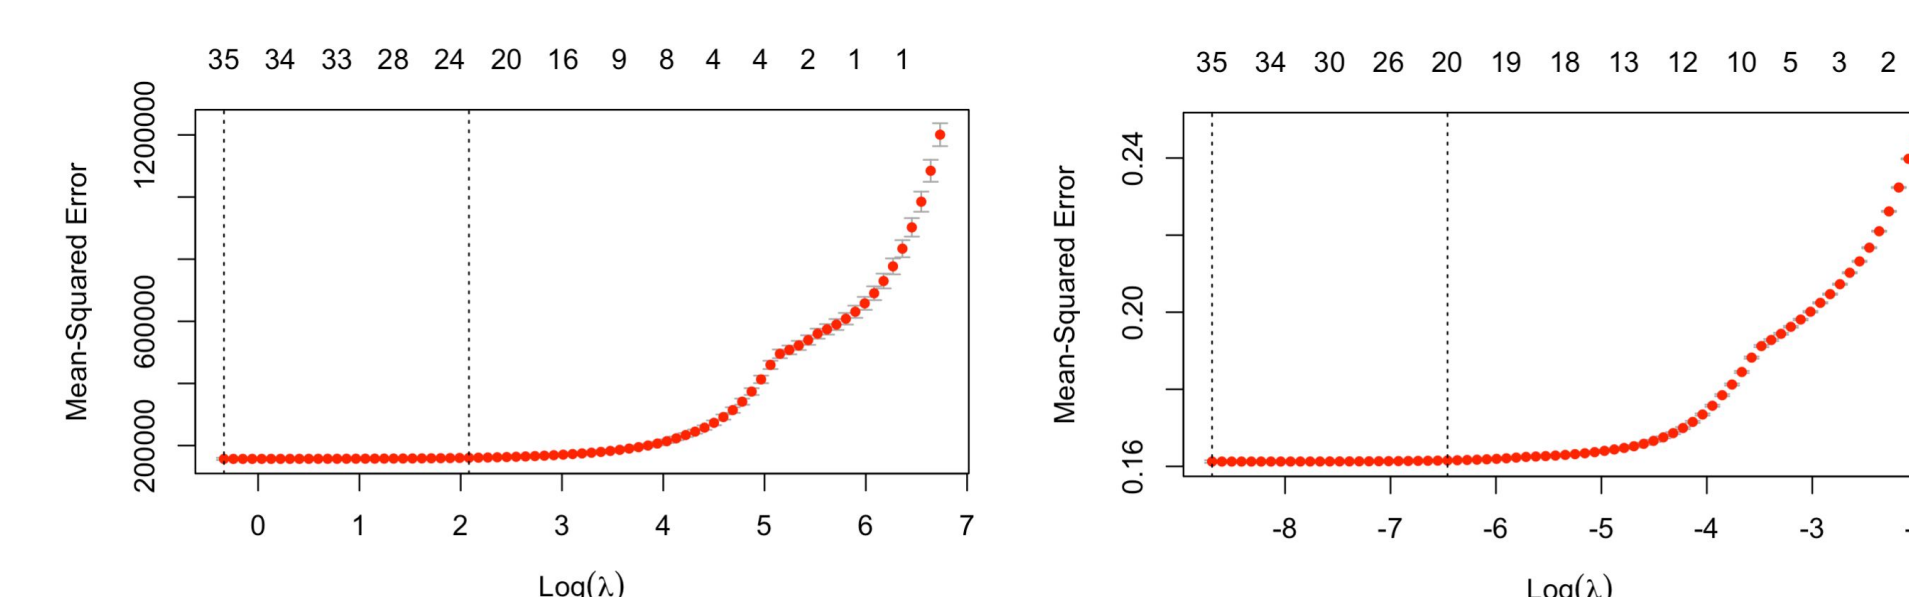 35 34 33 28 24 20 16 9 8 4 4 2 1 1
Mean-Squared Error
200000 600000 1200000
0 1 2 3 4 5 6 7
Log(λ)
35 34 30 26 20 19 18 13 12 10 5 3 2
Mean-Squared Error
0.16 0.20 0.24
-8 -7 -6 -5 -4 -3 -
Log(λ)